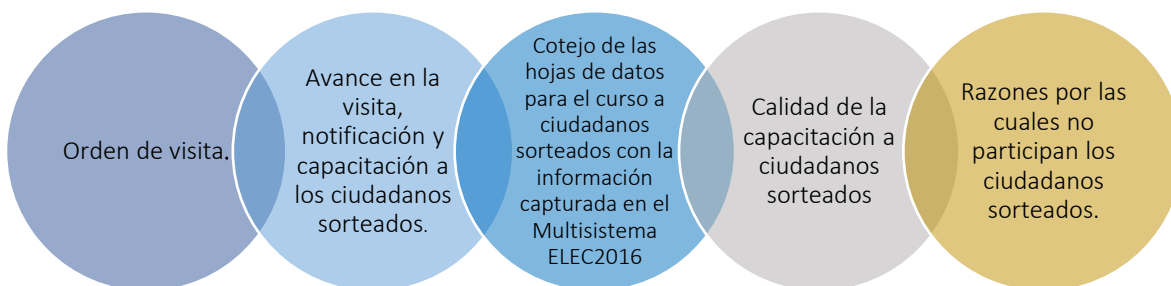 Orden de visita.
Avance en la
visita,
notificación y
capacitación a
los ciudadanos
sorteados.
Cotejo de las
hojas de datos
para el curso a
ciudadanos
sorteados con la
información
capturada en el
Multisistema
ELEC2016
Calidad de la
capacitación a
ciudadanos
sorteados
Razones por las
cuales no
participan los
ciudadanos
sorteados.